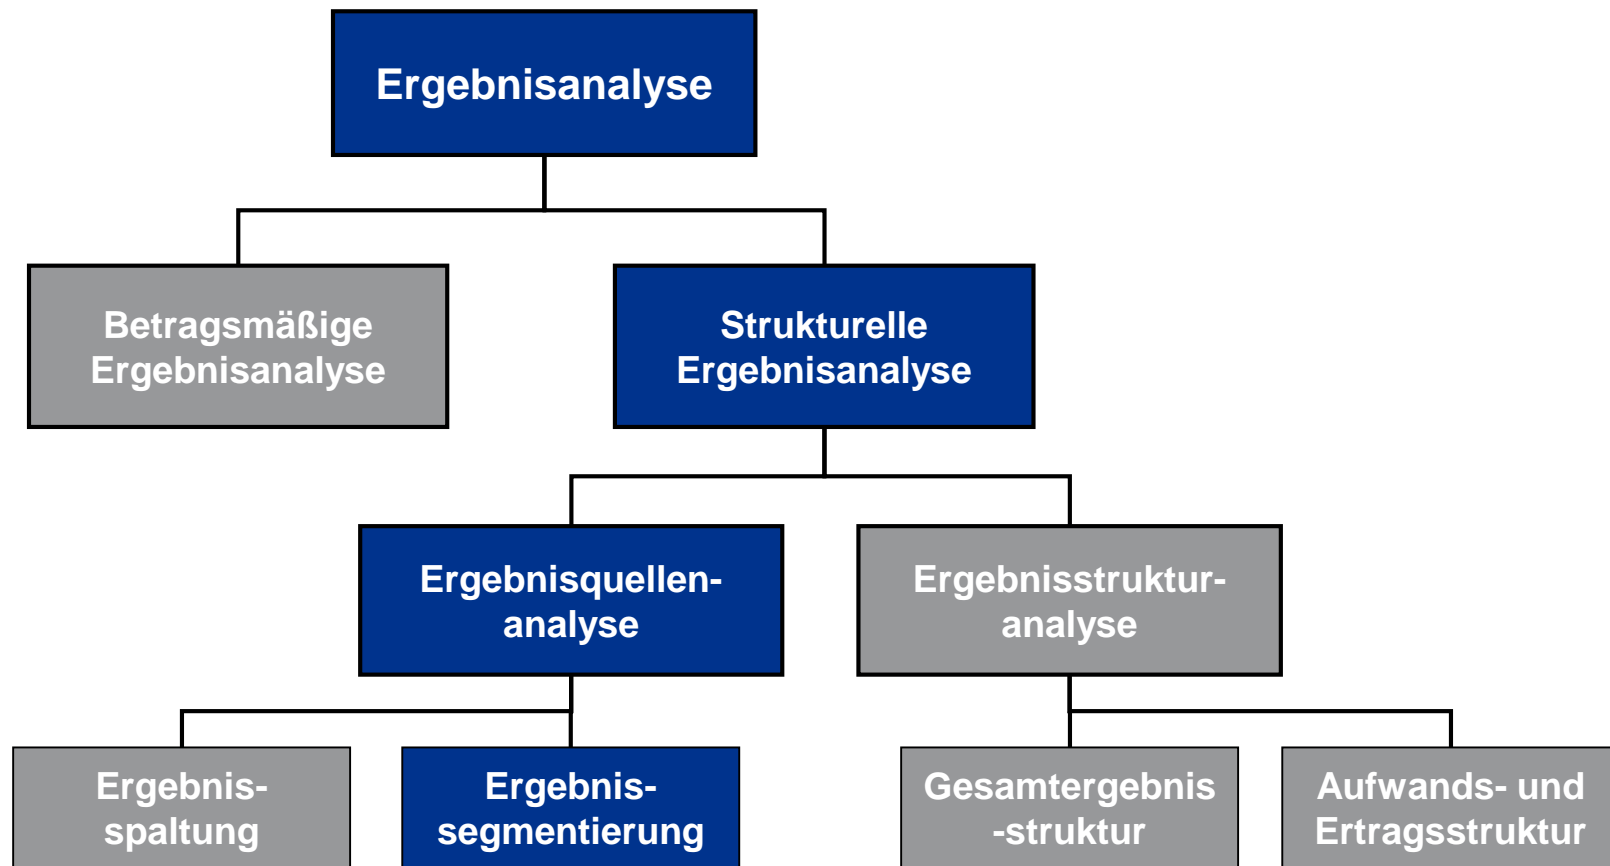 Ergebnisanalyse
Betragsmäßige
Ergebnisanalyse
Strukturelle
Ergebnisanalyse
Ergebnisquellen-
analyse
Ergebnisstruktur-
analyse
Ergebnis-
spaltung
Ergebnis-
segmentierung
Gesamtergebnis
-struktur
Aufwands- und
Ertragsstruktur